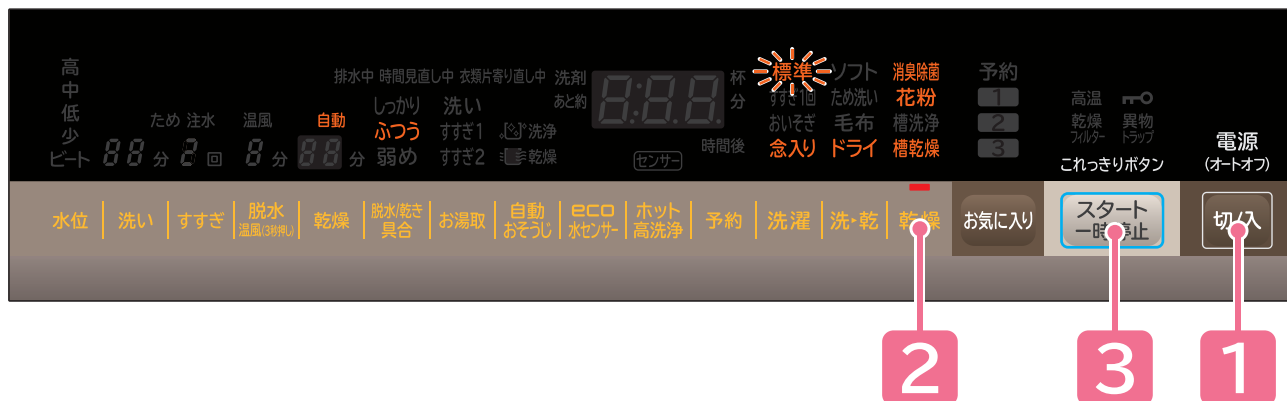 高
中
低
少
ビート
ため 注水
88 分 8 回
温風
8 分
自動
88 分
排水中 時間見直し中 衣類片寄り直し中
しっかり
ふつう
弱め
洗い
すすぎ1
すすぎ2
洗浄
乾燥
洗剤
あと約
8:8.8.
杯
分
時間後
センサー
標準 ソフト 消臭除菌
すすぎ1回 ため洗い 花粉
おいそぎ 毛布 槽洗浄
念入り ドライ 槽乾燥
予約
1
2
3
高温
乾燥 異物
フィルター トラップ
これっきりボタン
電源
(オートオフ)
水位
洗い
すすぎ
脱水
温風(3秒押し)
乾燥
脱水/乾き
具合
お湯取
自動
おそうじ
eco
水センサー
ホット
高洗浄
予約
洗濯
洗▸乾
乾燥
お気に入り
スタート
一時停止
切/入
2
3
1